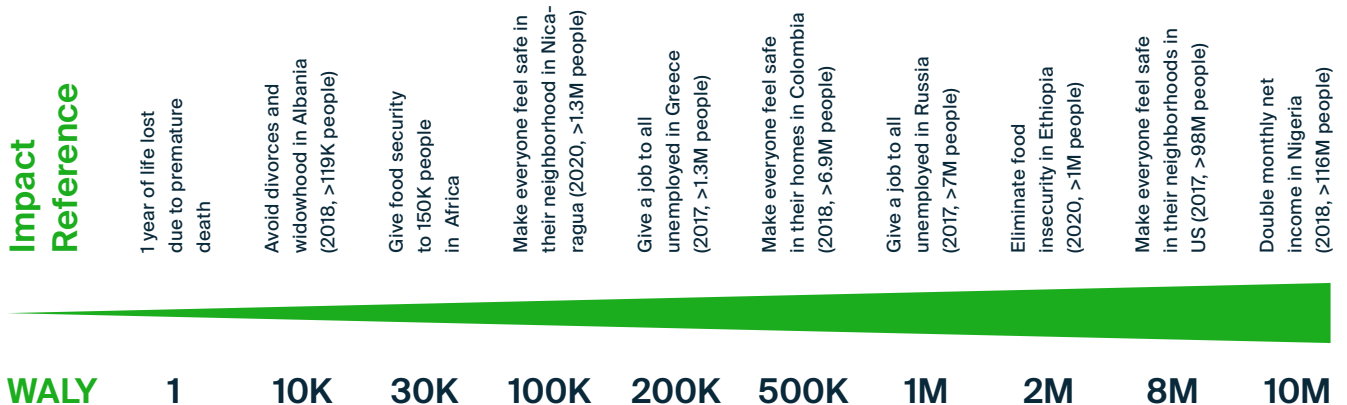 Impact
Reference
1 year of life lost
due to premature
death
Avoid divorces and
widowhood in Albania
(2018, >119K people)
Give food security
to 150K people
in Africa
Make everyone feel safe in
their neighborhood in Nica-
ragua (2020, >1.3M people)
Give a job to all
unemployed in Greece
(2017, >1.3M people)
Make everyone feel safe
in their homes in Colombia
(2018, >6.9M people)
Give a job to all
unemployed in Russia
(2017, >7M people)
Eliminate food
insecurity in Ethiopia
(2020, >1M people)
Make everyone feel safe
in their neighborhoods in
US (2017, >98M people)
Double monthly net
income in Nigeria
(2018, >116M people)
WALY 1 10K 30K 100K 200K 500K 1M 2M 8M 10M